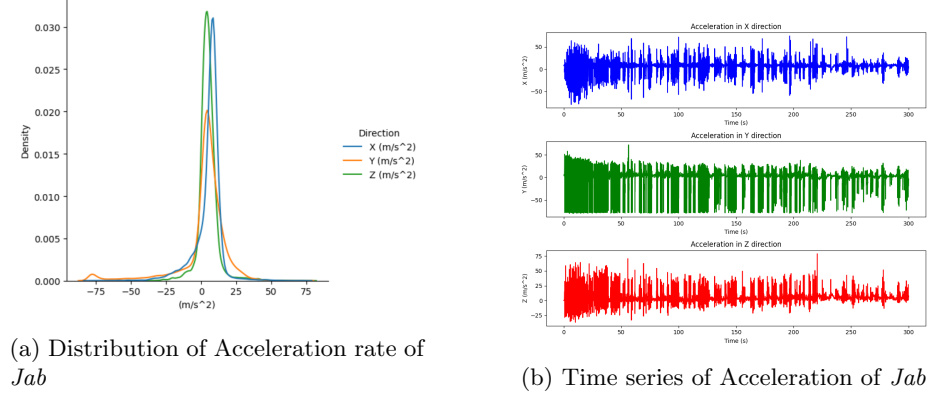 0.030
0.025
0.020
0.015
0.010
0.005
0.000
Density
−75 −50 −25 0 25 50 75
(m/s^2)
Direction
X (m/s^2)
Y (m/s^2)
Z (m/s^2)
(a) Distribution of Acceleration rate of
Jab
Acceleration in X direction
50
0
−50
X (m/s^2)
0 50 100 150 200 250 300
Time (s)
Acceleration in Y direction
50
0
−50
Y (m/s^2)
0 50 100 150 200 250 300
Time (s)
Acceleration in Z direction
75
50
25
0
−25
Z (m/s^2)
0 50 100 150 200 250 300
Time (s)
(b) Time series of Acceleration of Jab